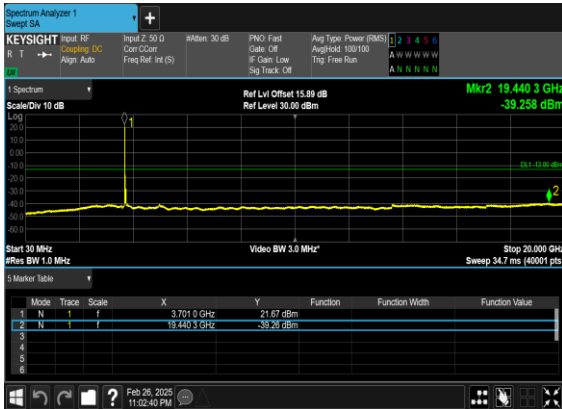 Spectrum Analyzer 1
Swept SA
+
KEYSIGHT Input: RF Input Z: 50 Ω #Atten: 30 dB PNO: Fast Avg Type: Power (RMS) 1 2 3 4 5 6
R T Coupling: DC Corr CCorr Gate: Off Avg|Hold: 100/100 A W W W W W
Align: Auto Freq Ref: Int (S) IF Gain: Low Trig: Free Run
Sig Track: Off A N N N N N
1 Spectrum Ref Lvl Offset 15.89 dB Mkr2 19.440 3 GHz
Scale/Div 10 dB Ref Level 30.00 dBm -39.258 dBm
Log
20.0 1
10.0
0.00
-10.0 DL1 -13.00 dBm
-20.0
-30.0 2
-40.0
-50.0
-60.0
Start 30 MHz Video BW 3.0 MHz* Stop 20.000 GHz
#Res BW 1.0 MHz Sweep 34.7 ms (40001 pts)
5 Marker Table
Mode Trace Scale X Y Function Function Width Function Value
1 N 1 f 3.701 0 GHz 21.67 dBm
2 N 1 f 19.440 3 GHz -39.26 dBm
3
4
5
6
? Feb 26, 2025
11:02:40 PM